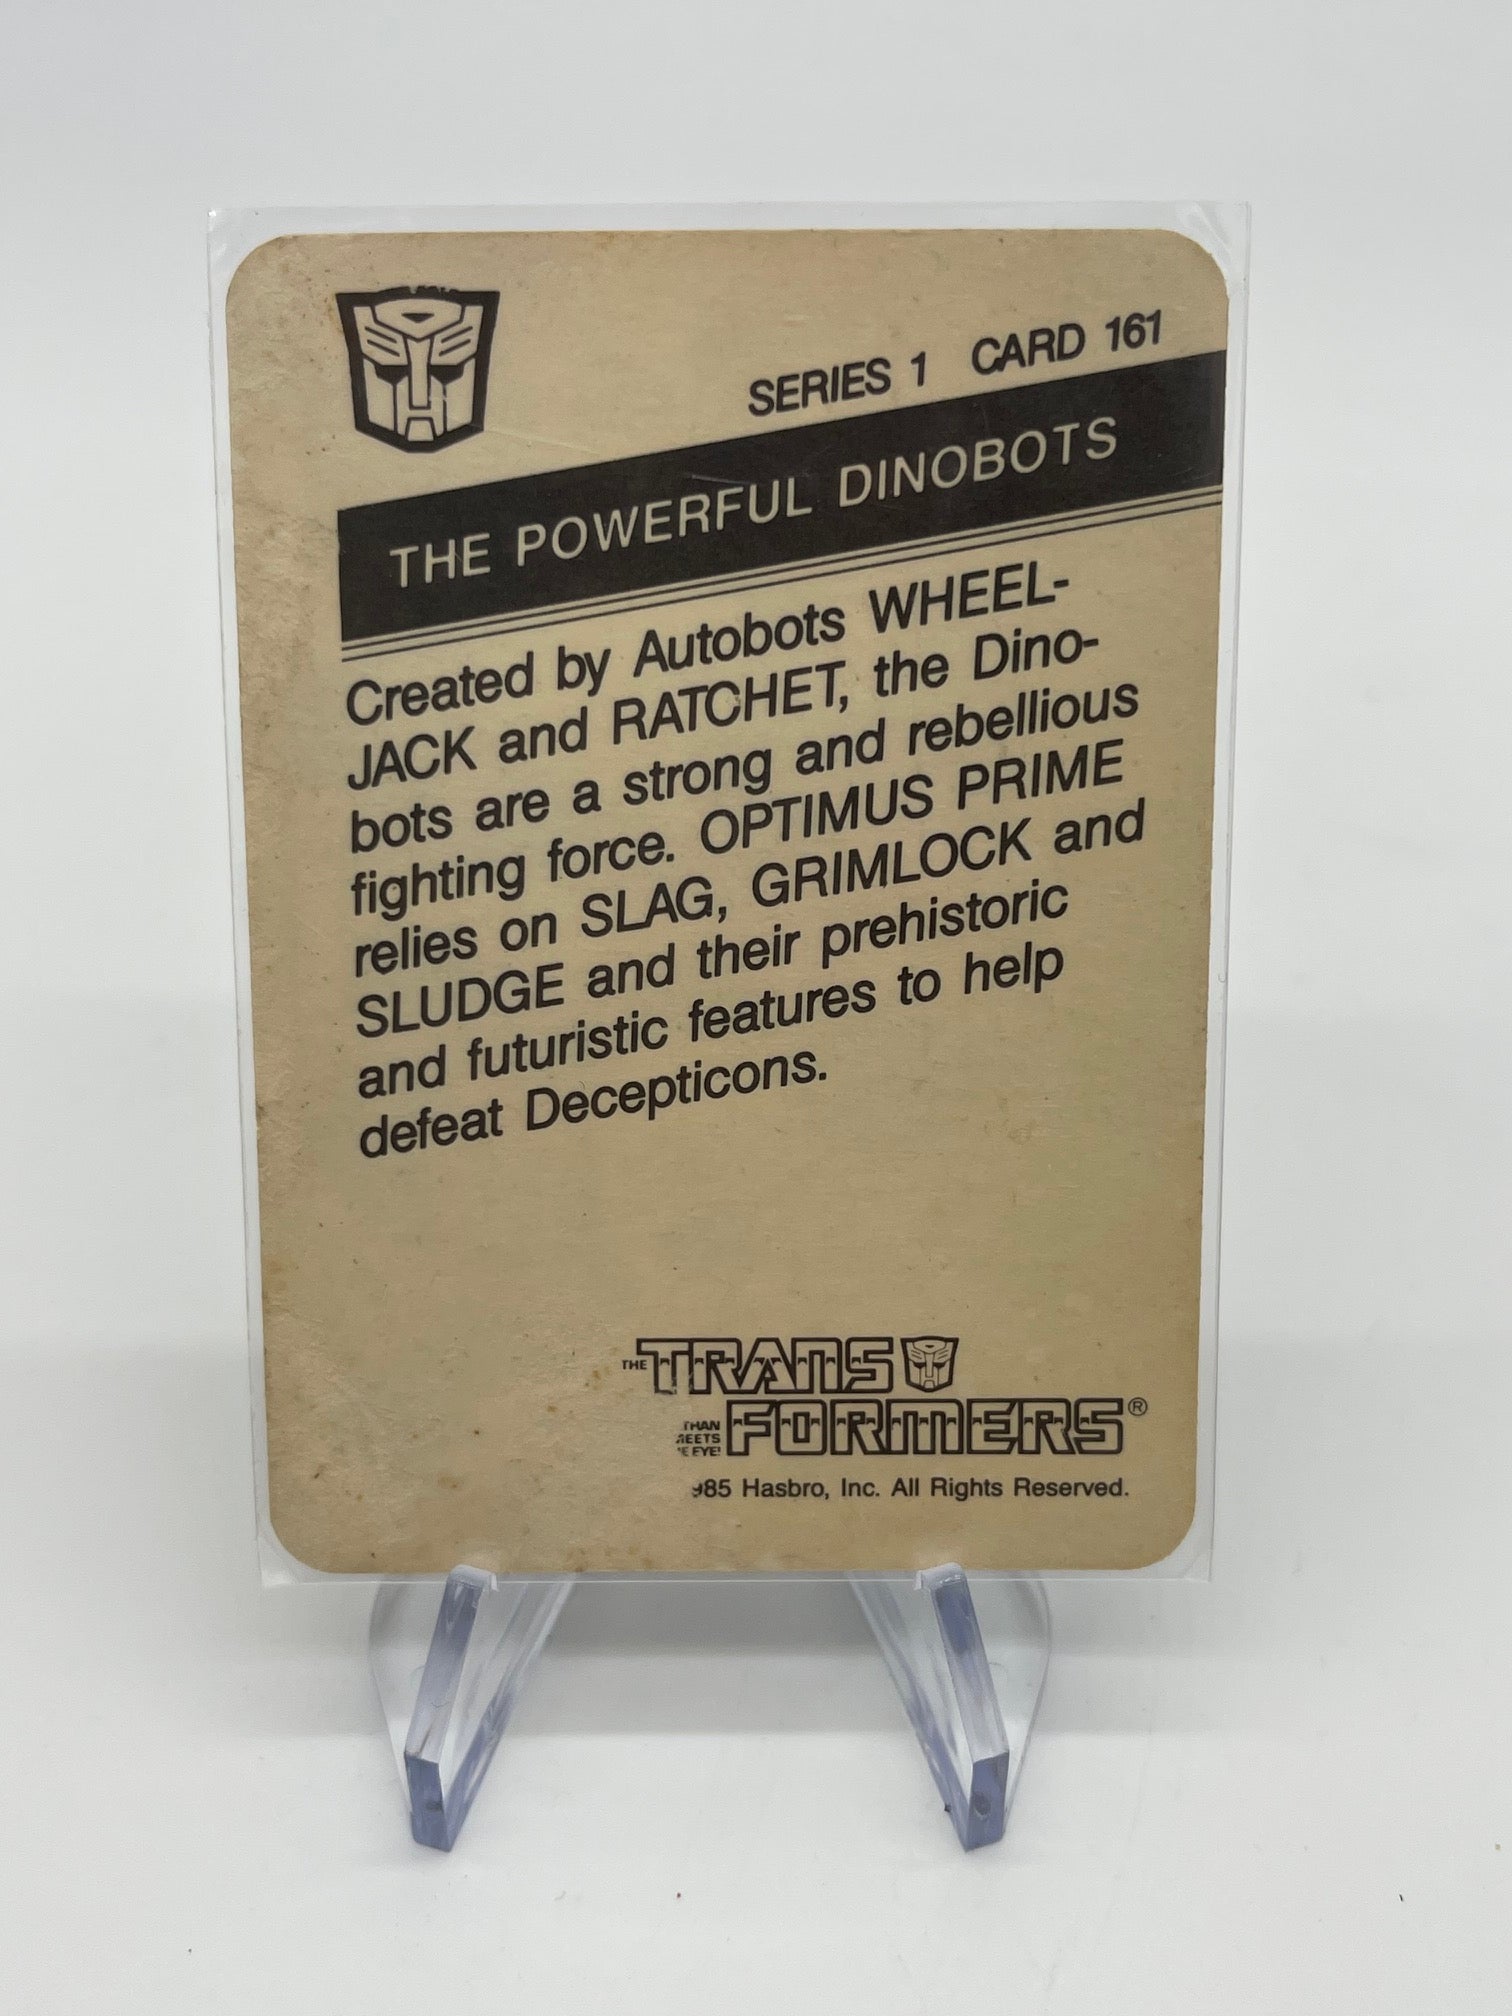 SERIES 1 CARD 161
THE POWERFUL DINOBOTS
Created by Autobots WHEEL-
JACK and RATCHET, the Dino-
bots are a strong and rebellious
fighting force. OPTIMUS PRIME
relies on SLAG, GRIMLOCK and
SLUDGE and their prehistoric
and futuristic features to help
defeat Decepticons.
THE TRANS
FORMERS®
THAN
EYE!
Hasbro, Inc. All Rights Reserved.